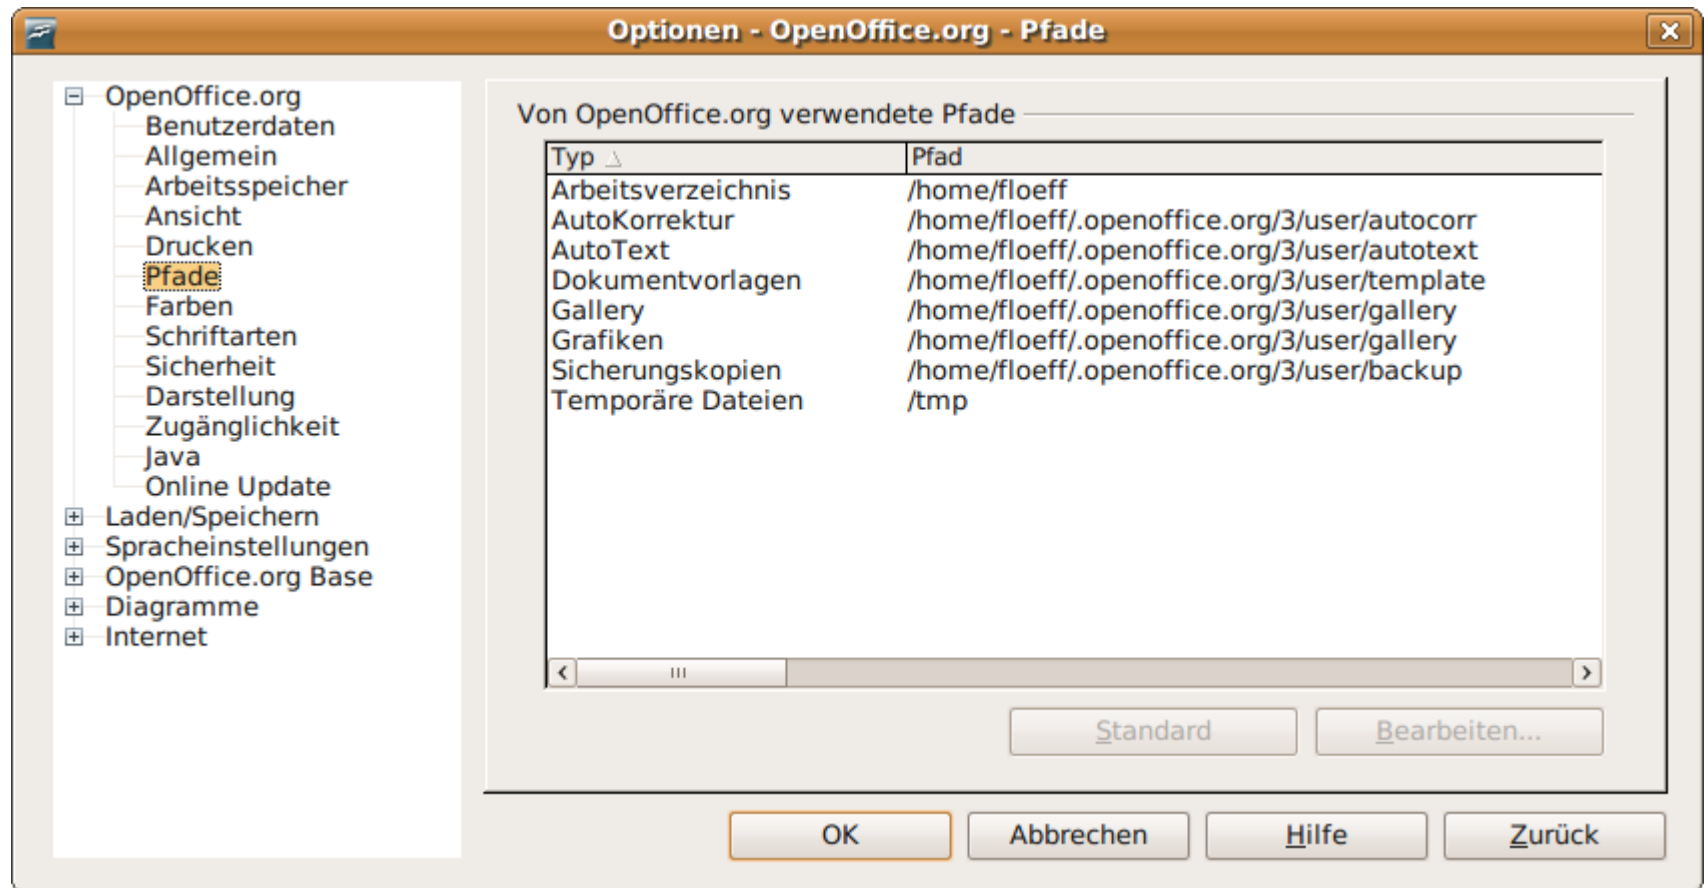 Optionen - OpenOffice.org - Pfade
OpenOffice.org
Benutzerdaten
Allgemein
Arbeitsspeicher
Ansicht
Drucken
Pfade
Farben
Schriftarten
Sicherheit
Darstellung
Zugänglichkeit
Java
Online Update
Laden/Speichern
Spracheinstellungen
OpenOffice.org Base
Diagramme
Internet
Von OpenOffice.org verwendete Pfade
Typ Pfad
Arbeitsverzeichnis /home/floeff
AutoKorrektur /home/floeff/.openoffice.org/3/user/autocorr
AutoText /home/floeff/.openoffice.org/3/user/autotext
Dokumentvorlagen /home/floeff/.openoffice.org/3/user/template
Gallery /home/floeff/.openoffice.org/3/user/gallery
Grafiken /home/floeff/.openoffice.org/3/user/gallery
Sicherungskopien /home/floeff/.openoffice.org/3/user/backup
Temporäre Dateien /tmp
Standard Bearbeiten...
OK Abbrechen Hilfe Zurück